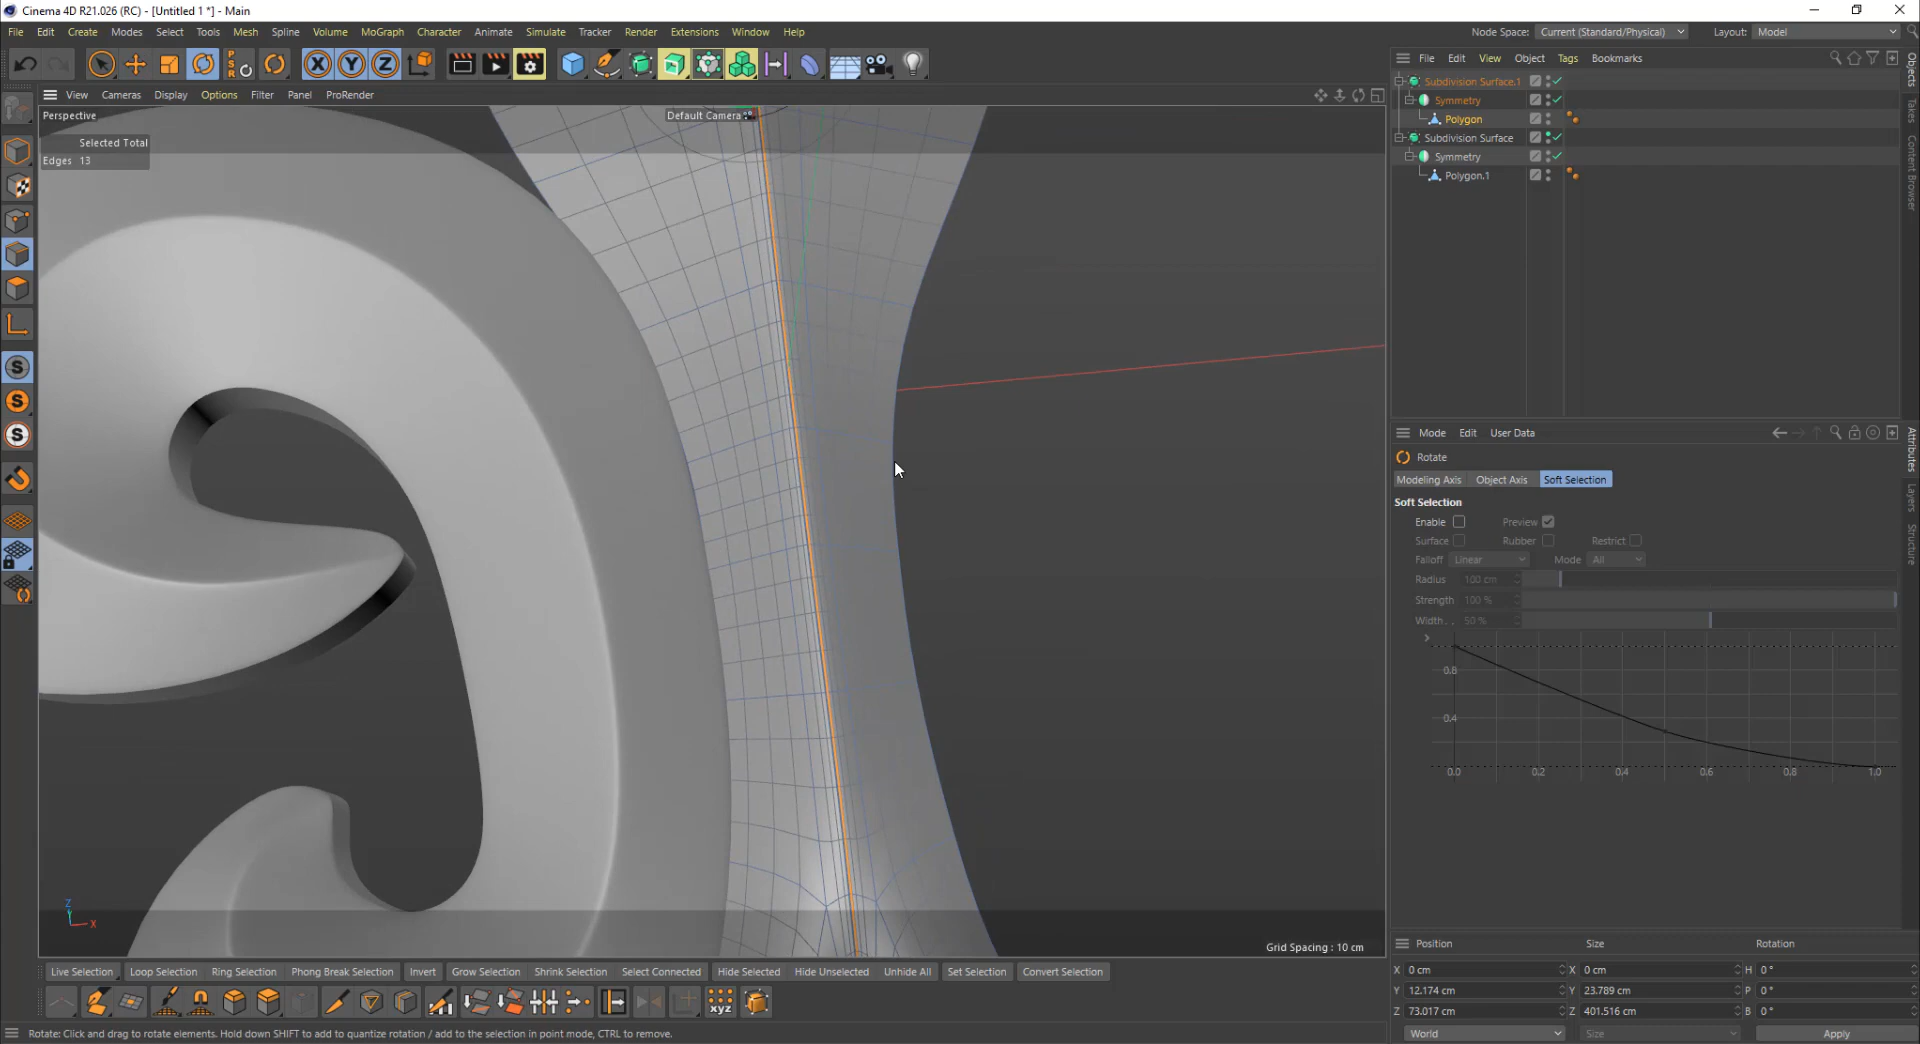 Cinema 4D R21.026 (RC) - [Untitled 1 *] - Main
File Edit Create Modes Select Tools Mesh Spline Volume MoGraph Character Animate Simulate Tracker Render Extensions Window Help
Node Space: Current (Standard/Physical) Layout: Model
P S R
X Y Z
File Edit View Object Tags Bookmarks
View Cameras Display Options Filter Panel ProRender
Perspective
Default Camera
Selected Total
Edges 13
Subdivision Surface.1
Symmetry
Polygon
Subdivision Surface
Symmetry
Polygon.1
Objects
Takes
Content Browser
Attributes
Layers
Structure
S
S
S
Mode Edit User Data
Rotate
Modeling Axis Object Axis Soft Selection
Soft Selection
Enable Preview
Surface Rubber Restrict
Falloff Linear Mode All
Radius 100 cm
Strength 100 %
Width . . 50 %
0.8
0.4
0.0 0.2 0.4 0.6 0.8 1.0
Z
X
Grid Spacing : 10 cm
Position Size Rotation
X 0 cm X 0 cm H 0 °
Y 12.174 cm Y 23.789 cm P 0 °
Z 73.017 cm Z 401.516 cm B 0 °
World Size Apply
Live Selection Loop Selection Ring Selection Phong Break Selection Invert Grow Selection Shrink Selection Select Connected Hide Selected Hide Unselected Unhide All Set Selection Convert Selection
xyz
Rotate: Click and drag to rotate elements. Hold down SHIFT to add to quantize rotation / add to the selection in point mode, CTRL to remove.